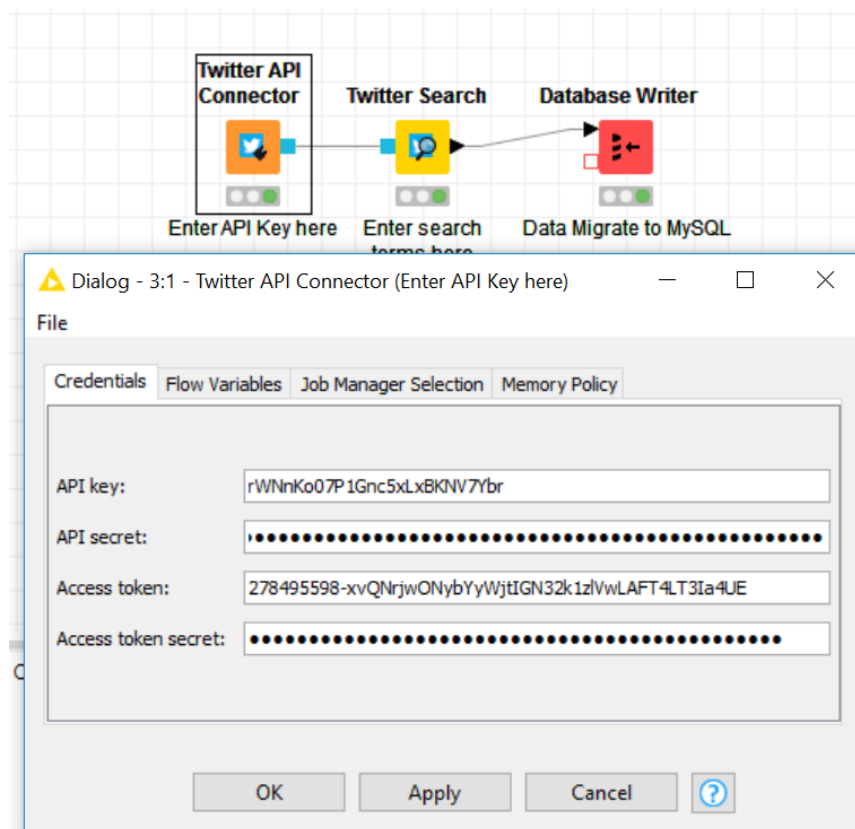 Twitter API
Connector
Twitter Search
Database Writer
Enter API Key here
Enter search
terms here
Data Migrate to MySQL
Dialog - 3:1 - Twitter API Connector (Enter API Key here)
File
Credentials Flow Variables Job Manager Selection Memory Policy
API key: rWNnKo07P1Gnc5xLxBKNV7Ybr
API secret: ••••••••••••••••••••••••••••••••••••••••••••••••
Access token: 278495598-xvQNrjwONybYyWjtIGN32k1zlVwLAFT4LT3Ia4UE
Access token secret: •••••••••••••••••••••••••••••••••••••••••••••
OK Apply Cancel ?